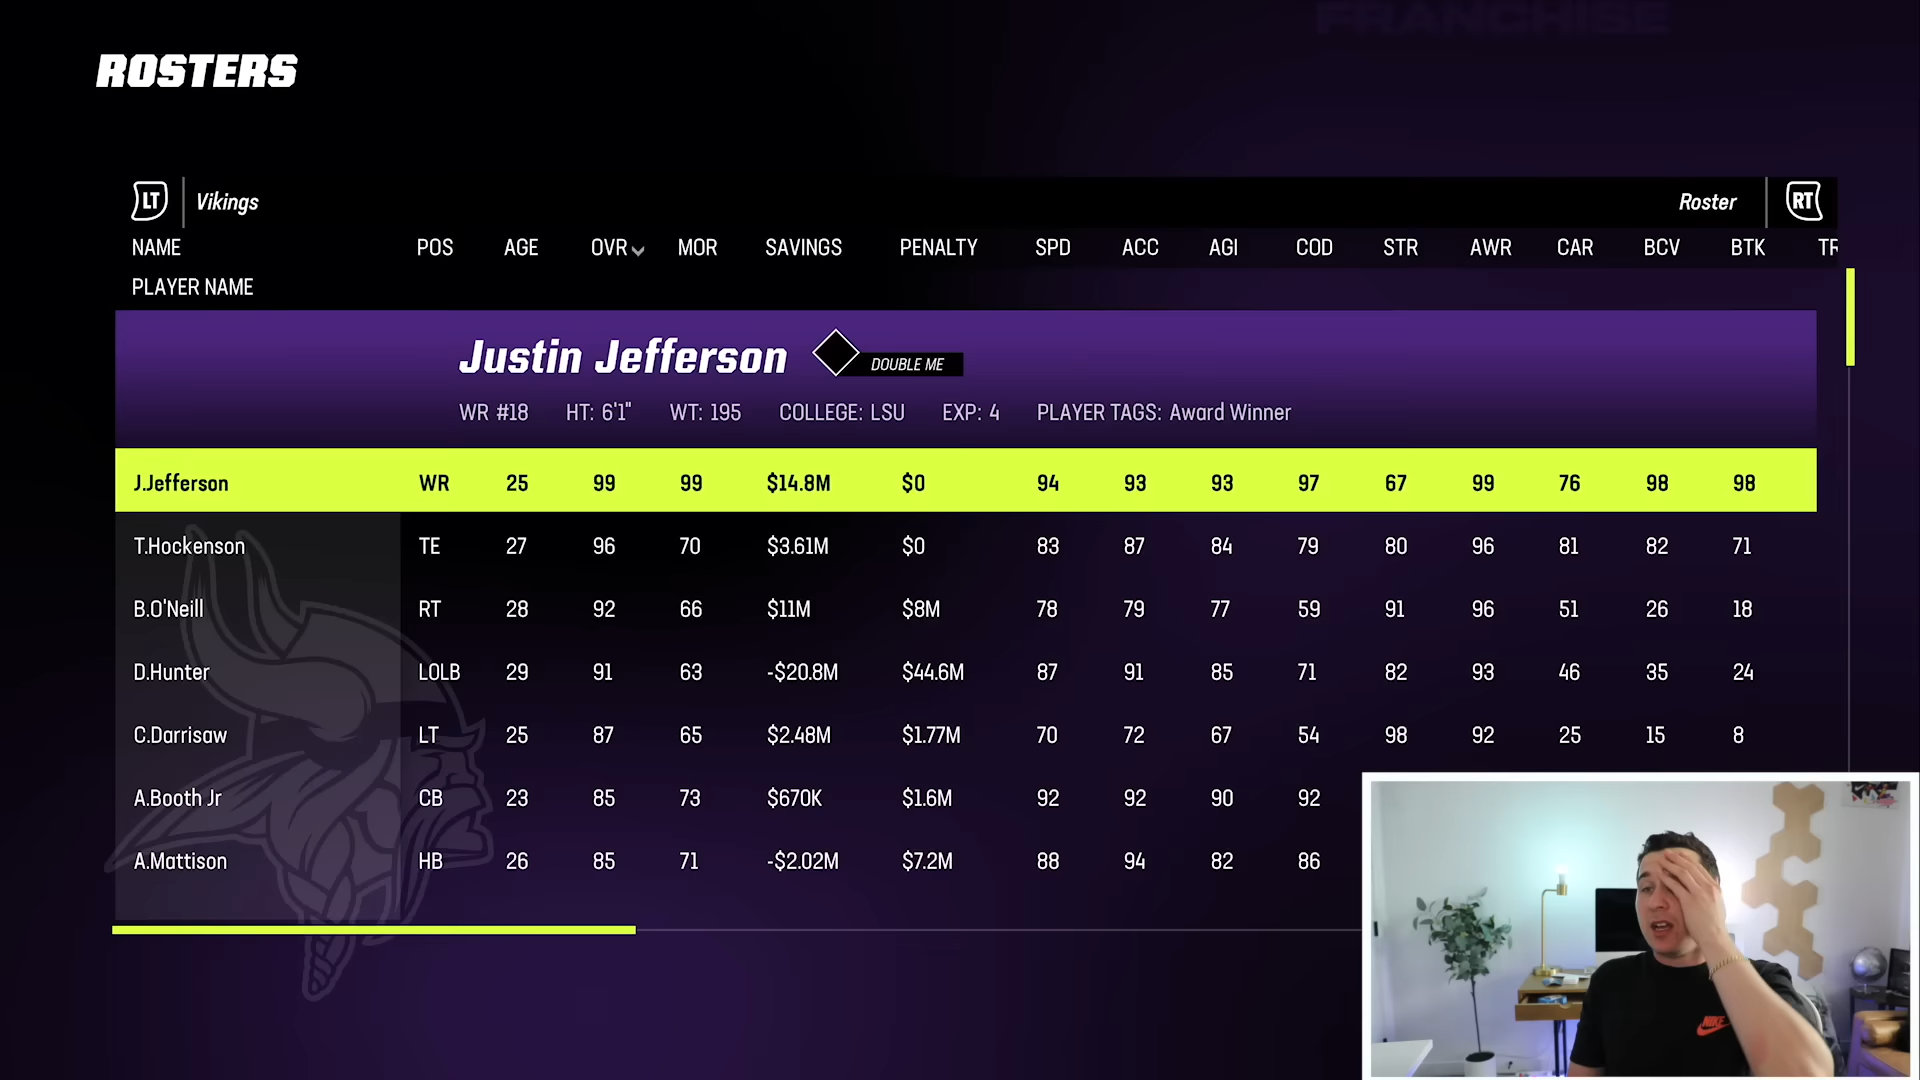 FRANCHISE
ROSTERS
LT Vikings Roster RT
NAME POS AGE OVR MOR SAVINGS PENALTY SPD ACC AGI COD STR AWR CAR BCV BTK TR
PLAYER NAME
Justin Jefferson DOUBLE ME
WR #18 HT: 6'1" WT: 195 COLLEGE: LSU EXP: 4 PLAYER TAGS: Award Winner
J.Jefferson WR 25 99 99 $14.8M $0 94 93 93 97 67 99 76 98 98
T.Hockenson TE 27 96 70 $3.61M $0 83 87 84 79 80 96 81 82 71
B.O'Neill RT 28 92 66 $11M $8M 78 79 77 59 91 96 51 26 18
D.Hunter LOLB 29 91 63 -$20.8M $44.6M 87 91 85 71 82 93 46 35 24
C.Darrisaw LT 25 87 65 $2.48M $1.77M 70 72 67 54 98 92 25 15 8
A.Booth Jr CB 23 85 73 $670K $1.6M 92 92 90 92
A.Mattison HB 26 85 71 -$2.02M $7.2M 88 94 82 86
NIKE